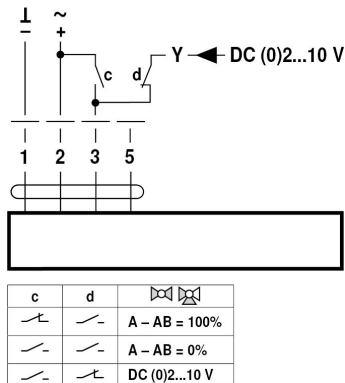 ⊥ ~
− +
c d Y DC (0)2...10 V
1 2 3 5
c d
A – AB = 100%
A – AB = 0%
DC (0)2...10 V